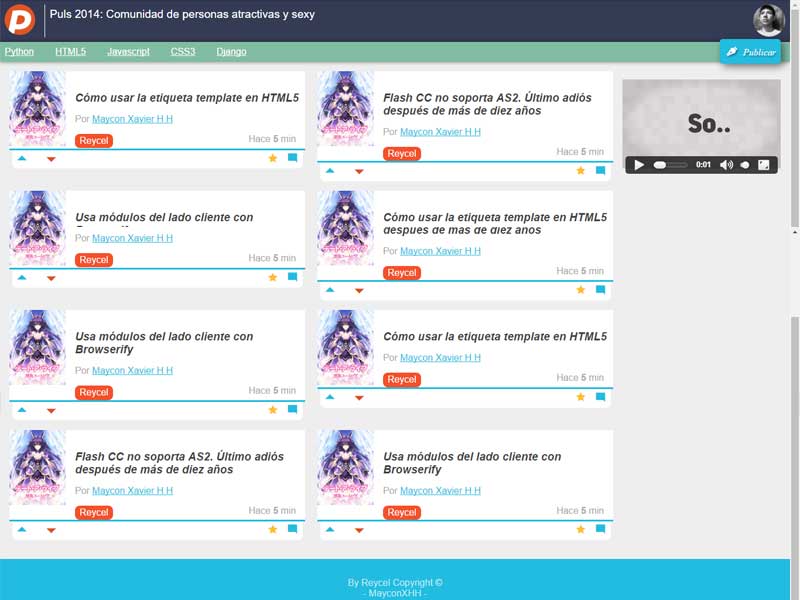 P
Puls 2014: Comunidad de personas atractivas y sexy
Python HTML5 Javascript CSS3 Django
Publicar
Cómo usar la etiqueta template en HTML5
Por Maycon Xavier H H
Reycel
Hace 5 min
Flash CC no soporta AS2. Último adiós
después de más de diez años
Por Maycon Xavier H H
Reycel
Hace 5 min
So..
0:01
Usa módulos del lado cliente con
Por Maycon Xavier H H
Reycel
Hace 5 min
Cómo usar la etiqueta template en HTML5
despues de mas de diez anos
Por Maycon Xavier H H
Reycel
Hace 5 min
Usa módulos del lado cliente con
Browserify
Por Maycon Xavier H H
Reycel
Hace 5 min
Cómo usar la etiqueta template en HTML5
Por Maycon Xavier H H
Reycel
Hace 5 min
Flash CC no soporta AS2. Último adiós
después de más de diez años
Por Maycon Xavier H H
Reycel
Hace 5 min
Usa módulos del lado cliente con
Browserify
Por Maycon Xavier H H
Reycel
Hace 5 min
By Reycel Copyright ©
- MayconXHH -